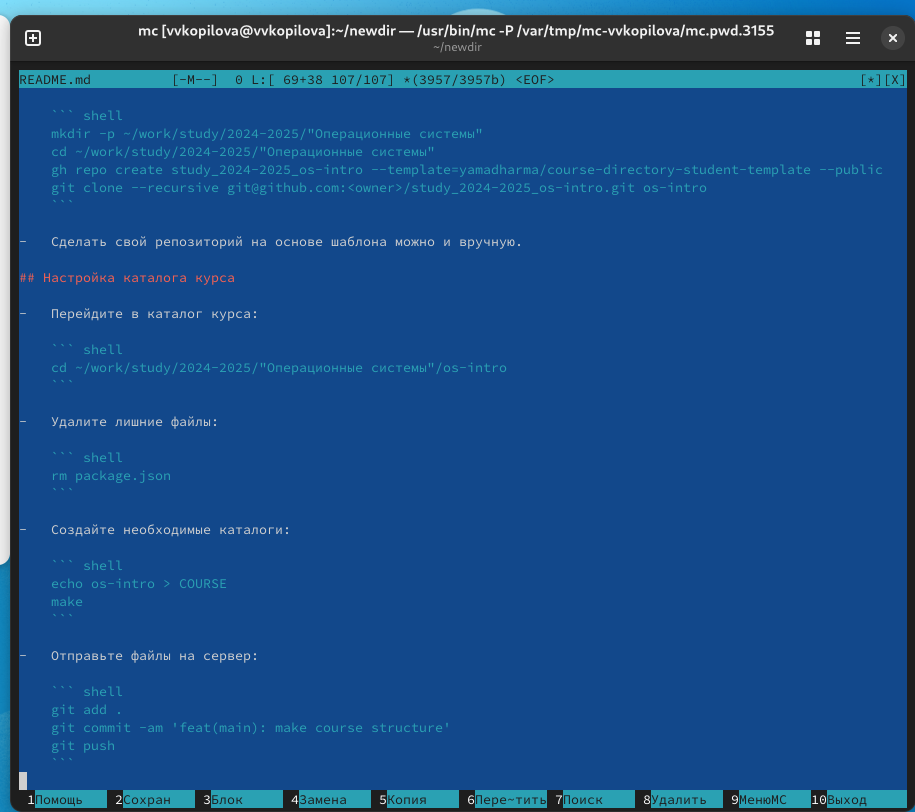 mc [vvkopilova@vvkopilova]:~/newdir — /usr/bin/mc -P /var/tmp/mc-vvkopilova/mc.pwd.3155
~/newdir
README.md [-M--] 0 L:[ 69+38 107/107] *(3957/3957b) <EOF> [*][X]
``` shell
mkdir -p ~/work/study/2024-2025/"Операционные системы"
cd ~/work/study/2024-2025/"Операционные системы"
gh repo create study_2024-2025_os-intro --template=yamadharma/course-directory-student-template --public
git clone --recursive git@github.com:<owner>/study_2024-2025_os-intro.git os-intro
```
- Сделать свой репозиторий на основе шаблона можно и вручную.
## Настройка каталога курса
- Перейдите в каталог курса:
``` shell
cd ~/work/study/2024-2025/"Операционные системы"/os-intro
```
- Удалите лишние файлы:
``` shell
rm package.json
```
- Создайте необходимые каталоги:
``` shell
echo os-intro > COURSE
make
```
- Отправьте файлы на сервер:
``` shell
git add .
git commit -am 'feat(main): make course structure'
git push
```
1Помощь 2Сохран 3Блок 4Замена 5Копия 6Пере~тить 7Поиск 8Удалить 9МенюMC 10Выход